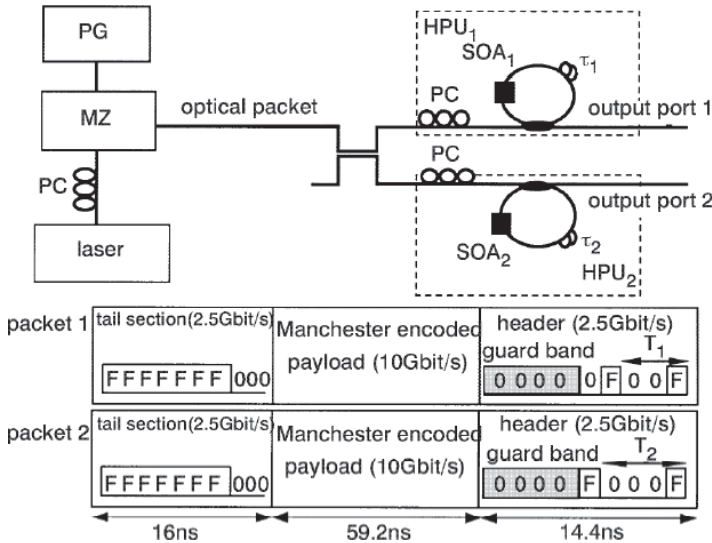 PG
MZ
PC
laser
optical packet
HPU1
SOA1
τ1
PC
output port 1
PC
output port 2
SOA2
τ2
HPU2
packet 1
tail section(2.5Gbit/s)
F F F F F F F 000
Manchester encoded
payload (10Gbit/s)
header (2.5Gbit/s)
guard band
T1
0 0 0 0 0 F 0 0 F
packet 2
tail section(2.5Gbit/s)
F F F F F F F 000
Manchester encoded
payload (10Gbit/s)
header (2.5Gbit/s)
guard band
T2
0 0 0 0 F 0 0 0 F
16ns
59.2ns
14.4ns